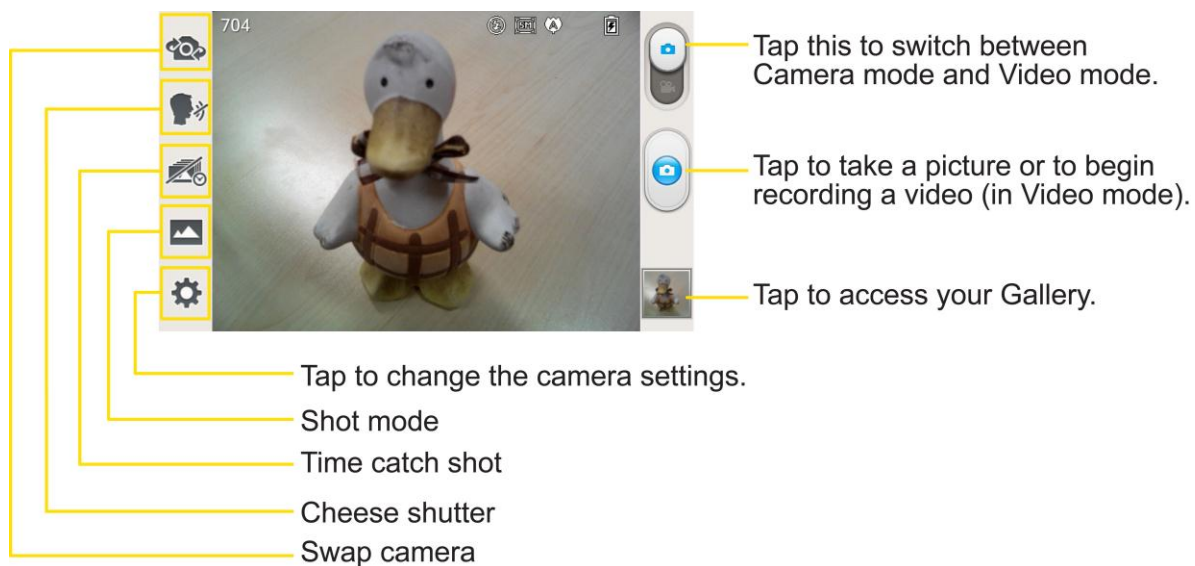 704
5M
Tap this to switch between
Camera mode and Video mode.
Tap to take a picture or to begin
recording a video (in Video mode).
Tap to access your Gallery.
Tap to change the camera settings.
Shot mode
Time catch shot
Cheese shutter
Swap camera